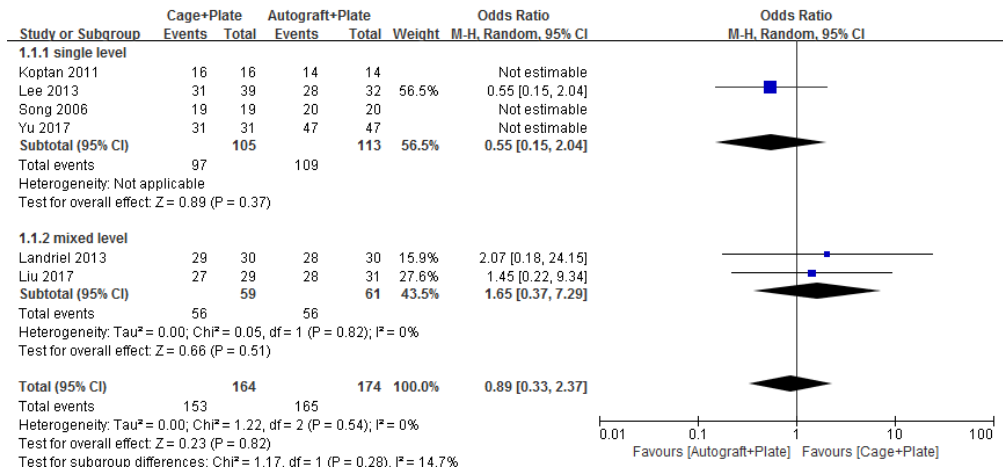 Cage+Plate Autograft+Plate Odds Ratio Odds Ratio
Study or Subgroup Events Total Events Total Weight M-H, Random, 95% CI M-H, Random, 95% CI
1.1.1 single level
Koptan 2011 16 16 14 14 Not estimable
Lee 2013 31 39 28 32 56.5% 0.55 [0.15, 2.04]
Song 2006 19 19 20 20 Not estimable
Yu 2017 31 31 47 47 Not estimable
Subtotal (95% CI) 105 113 56.5% 0.55 [0.15, 2.04]
Total events 97 109
Heterogeneity: Not applicable
Test for overall effect: Z = 0.89 (P = 0.37)
1.1.2 mixed level
Landriel 2013 29 30 28 30 15.9% 2.07 [0.18, 24.15]
Liu 2017 27 29 28 31 27.6% 1.45 [0.22, 9.34]
Subtotal (95% CI) 59 61 43.5% 1.65 [0.37, 7.29]
Total events 56 56
Heterogeneity: Tau² = 0.00; Chi² = 0.05, df = 1 (P = 0.82); I² = 0%
Test for overall effect: Z = 0.66 (P = 0.51)
Total (95% CI) 164 174 100.0% 0.89 [0.33, 2.37]
Total events 153 165
Heterogeneity: Tau² = 0.00; Chi² = 1.22, df = 2 (P = 0.54); I² = 0%
Test for overall effect: Z = 0.23 (P = 0.82)
Test for subgroup differences: Chi² = 1.17, df = 1 (P = 0.28), I² = 14.7%
0.01 0.1 1 10 100
Favours [Autograft+Plate] Favours [Cage+Plate]